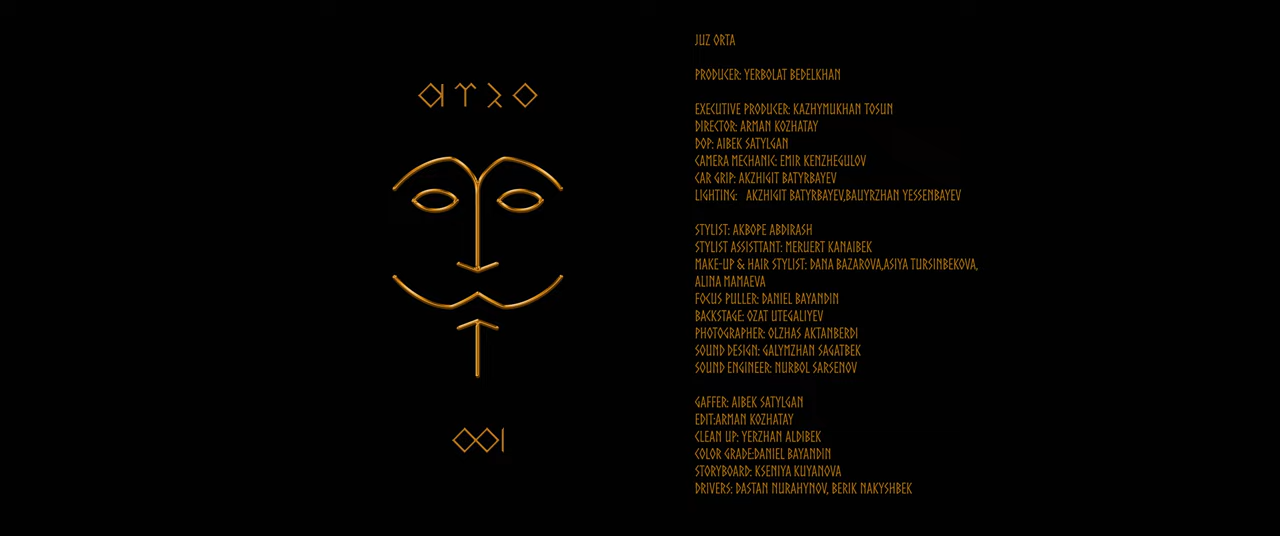 JUZ ORTA
PRODUCER: YERBOLAT BEDELKHAN
EXECUTIVE PRODUCER: KAZHYMUKHAN TOSUN
DIRECTOR: ARMAN KOZHATAY
DOP: AIBEK SATYLGAN
CAMERA MECHANIC: EMIR KENZHEGULOV
CAR GRIP: AKZHIGIT BATYRBAYEV
LIGHTING: AKZHIGIT BATYRBAYEV,BAUYRZHAN YESSENBAYEV
STYLIST: AKBOPE ABDIRASH
STYLIST ASSISTTANT: MERUERT KANAIBEK
MAKE-UP & HAIR STYLIST: DANA BAZAROVA,ASIYA TURSINBEKOVA,
ALINA MAMAEVA
FOCUS PULLER: DANIEL BAYANDIN
BACKSTAGE: OZAT UTEGALIYEV
PHOTOGRAPHER: OLZHAS AKTANBERDI
SOUND DESIGN: GALYMZHAN SAGATBEK
SOUND ENGINEER: NURBOL SARSENOV
GAFFER: AIBEK SATYLGAN
EDIT:ARMAN KOZHATAY
CLEAN UP: YERZHAN ALDIBEK
COLOR GRADE:DANIEL BAYANDIN
STORYBOARD: KSENIYA KUYANOVA
DRIVERS: DASTAN NURAHYNOV, BERIK NAKYSHBEK